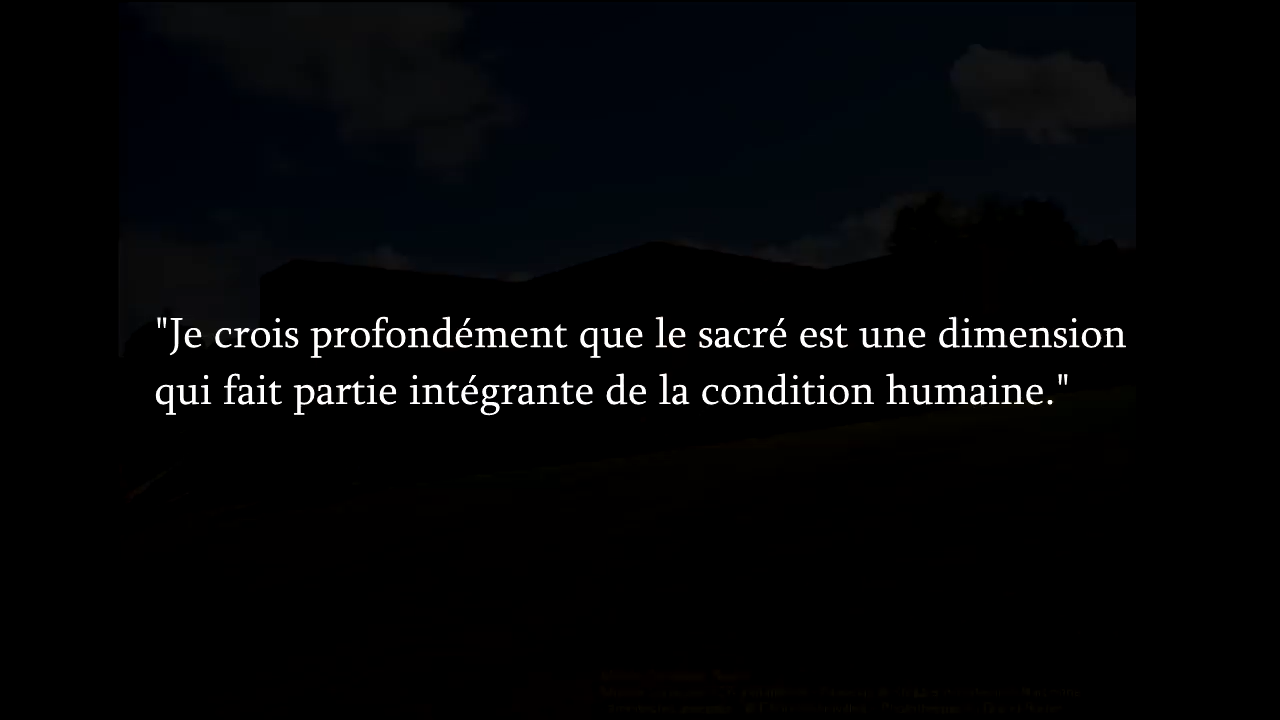 "Je crois profondément que le sacré est une dimension
qui fait partie intégrante de la condition humaine."